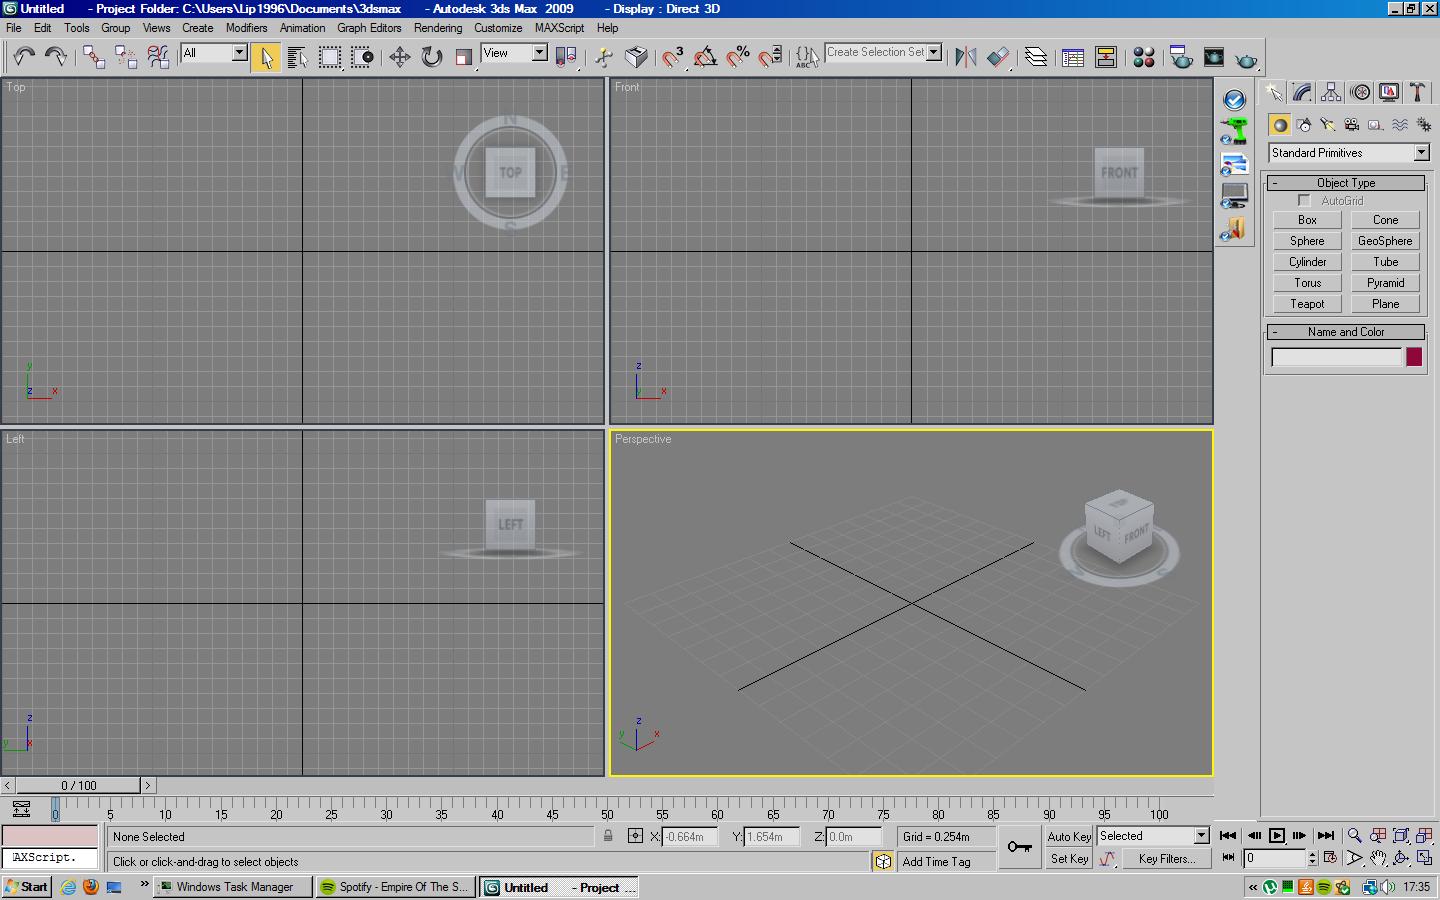 Untitled - Project Folder: C:\Users\Lip1996\Documents\3dsmax - Autodesk 3ds Max 2009 - Display : Direct 3D
File Edit Tools Group Views Create Modifiers Animation Graph Editors Rendering Customize MAXScript Help
All View 3 % ABC Create Selection Set
Top
N
TOP
S
Front
FRONT
y
z x
z
x
Left
LEFT
z
y x
Perspective
LEFT FRONT
z
y x
Standard Primitives
- Object Type
AutoGrid
Box Cone
Sphere GeoSphere
Cylinder Tube
Torus Pyramid
Teapot Plane
- Name and Color
< 0 / 100 >
0 5 10 15 20 25 30 35 40 45 50 55 60 65 70 75 80 85 90 95 100
None Selected X: -0.664m Y: 1.654m Z: 0.0m Grid = 0.254m Auto Key Selected
AXScript. Click or click-and-drag to select objects Add Time Tag Set Key Key Filters... 0
Start » Windows Task Manager Spotify - Empire Of The S... Untitled - Project ... « 17:35